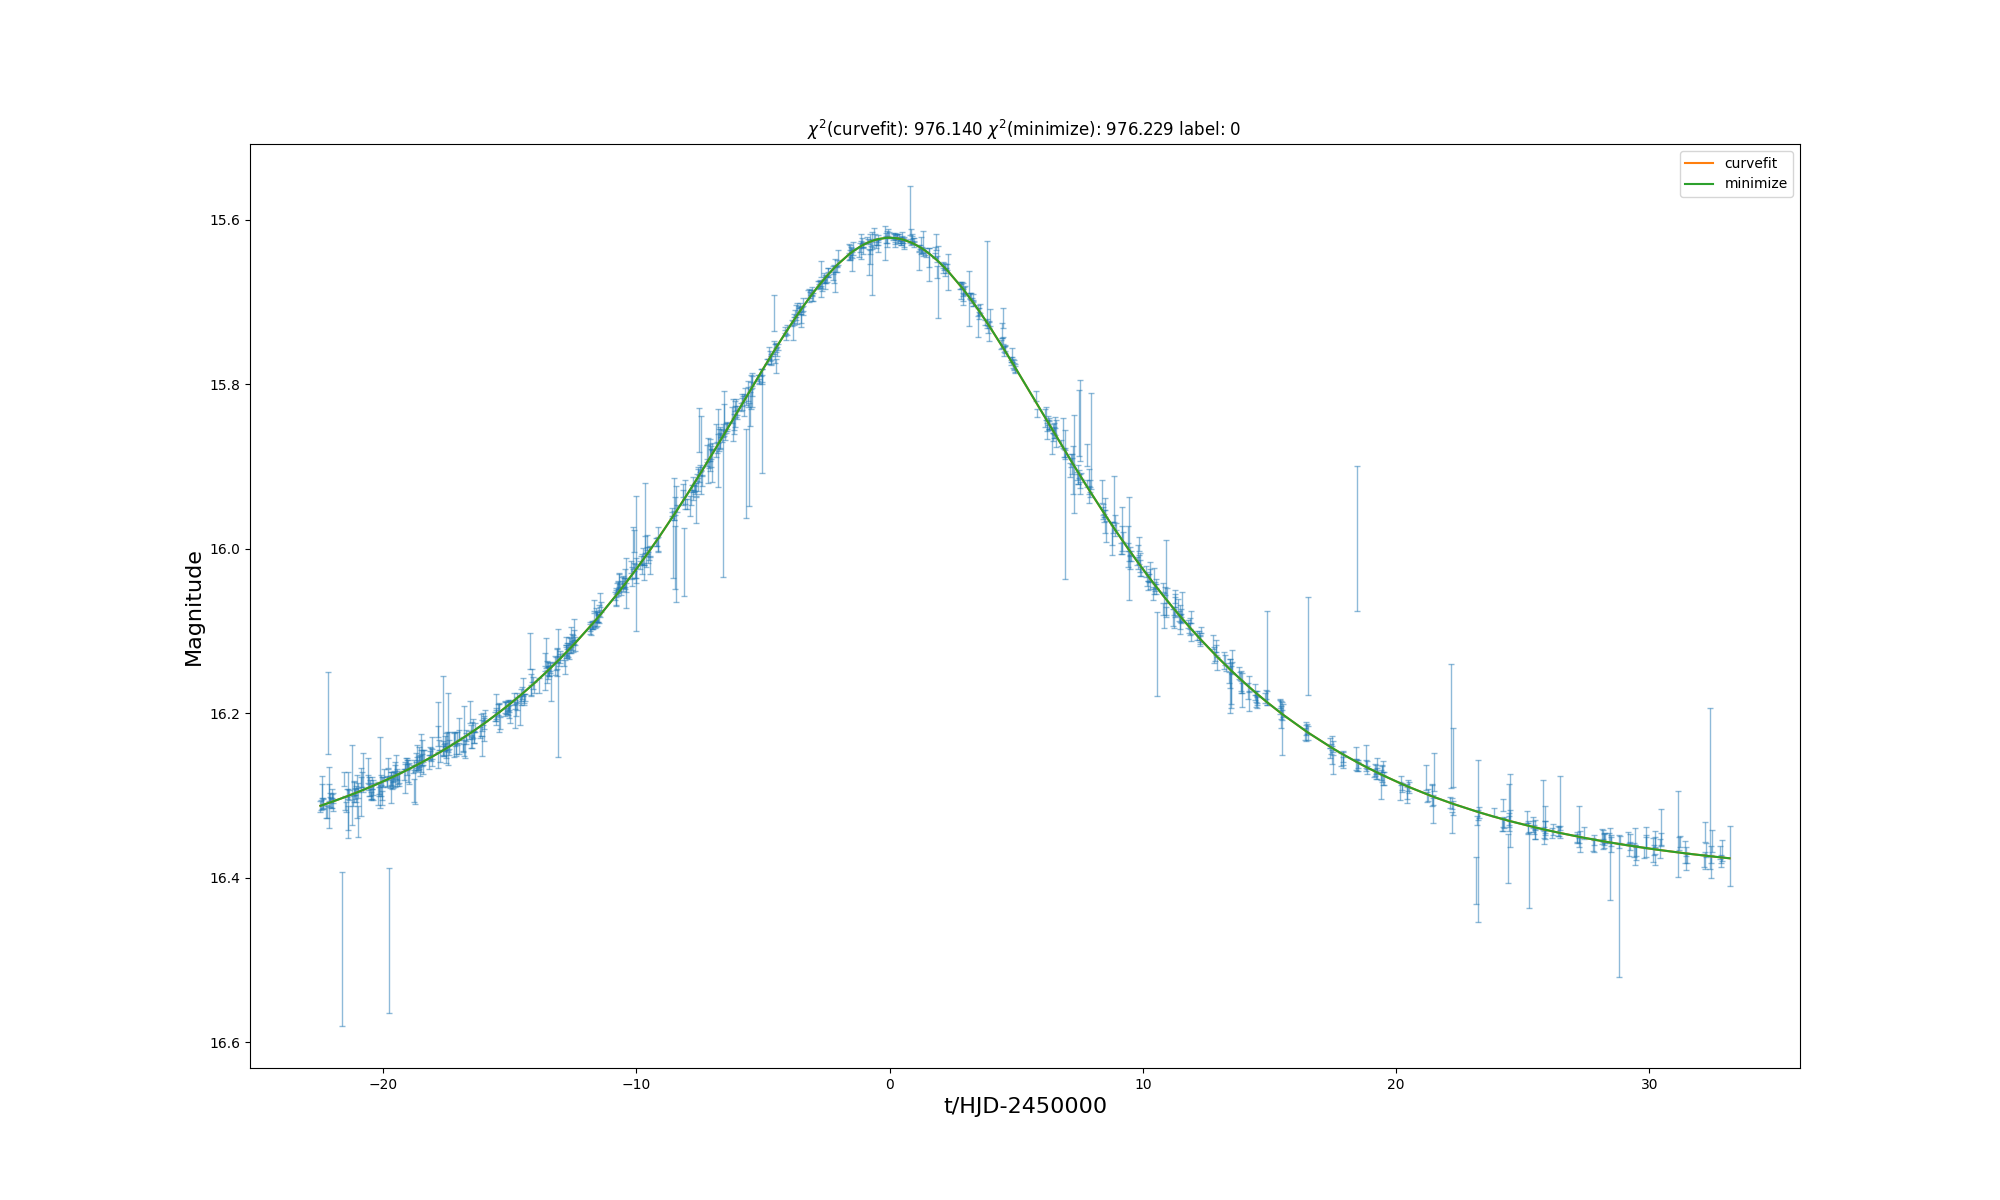 χ²(curvefit): 976.140 χ²(minimize): 976.229 label: 0
curvefit
minimize
15.6
15.8
16.0
16.2
16.4
16.6
Magnitude
−20
−10
0
10
20
30
t/HJD-2450000